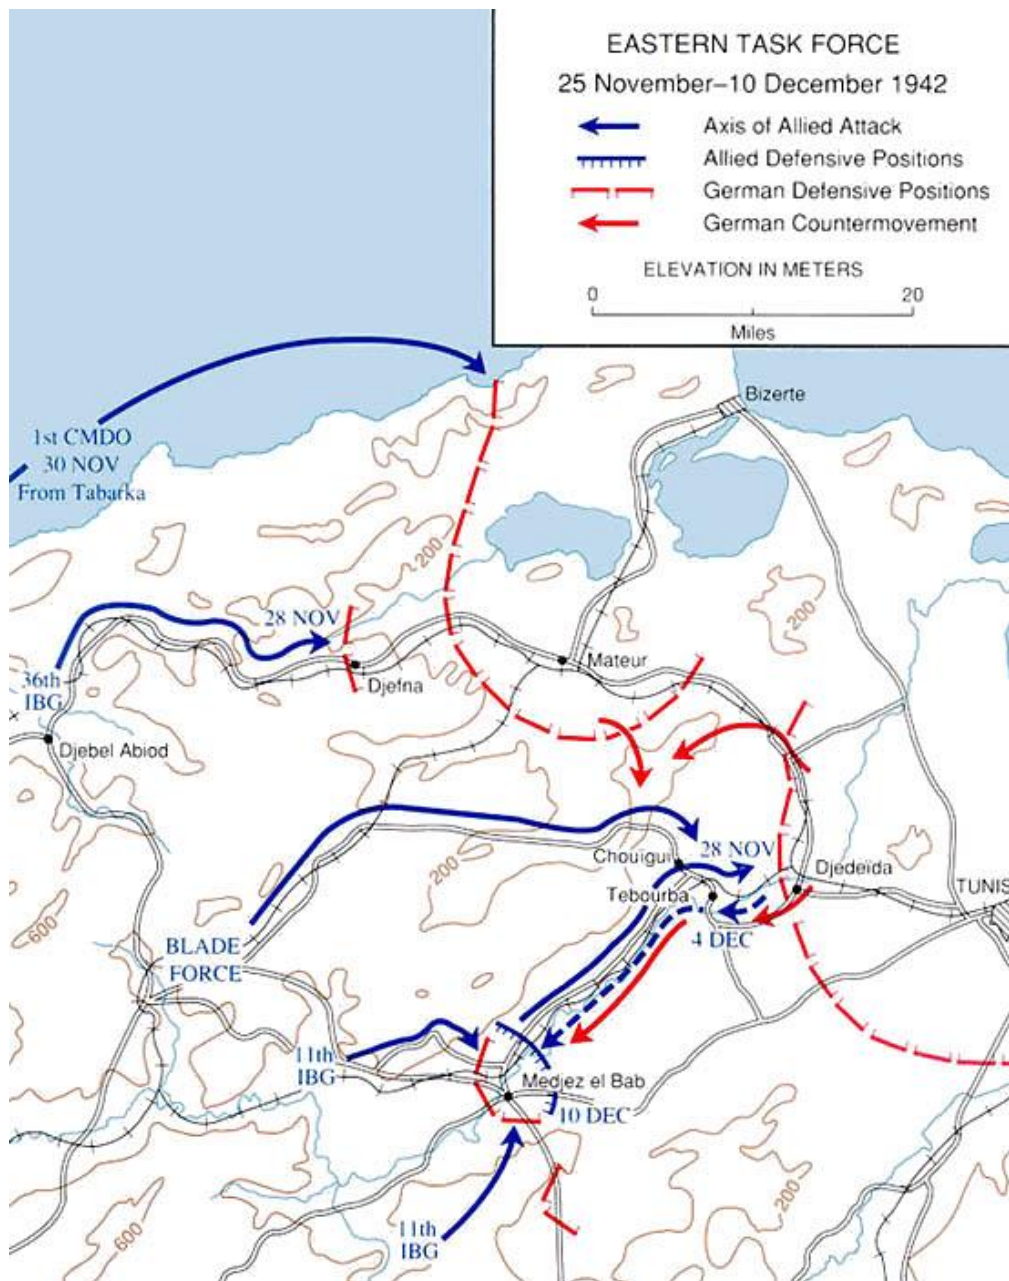 EASTERN TASK FORCE
25 November–10 December 1942
Axis of Allied Attack
Allied Defensive Positions
German Defensive Positions
German Countermovement
ELEVATION IN METERS
0 20
Miles
Bizerte
1st CMDO
30 NOV
From Tabarka
200
28 NOV
200
Mateur
36th
IBG
Djefna
Djebel Abiod
Chouïgui
28 NOV
200
Djedeïda
Tebourba
TUNIS
600
4 DEC
BLADE
FORCE
11th
IBG
Medjez el Bab
10 DEC
200
11th
IBG
600